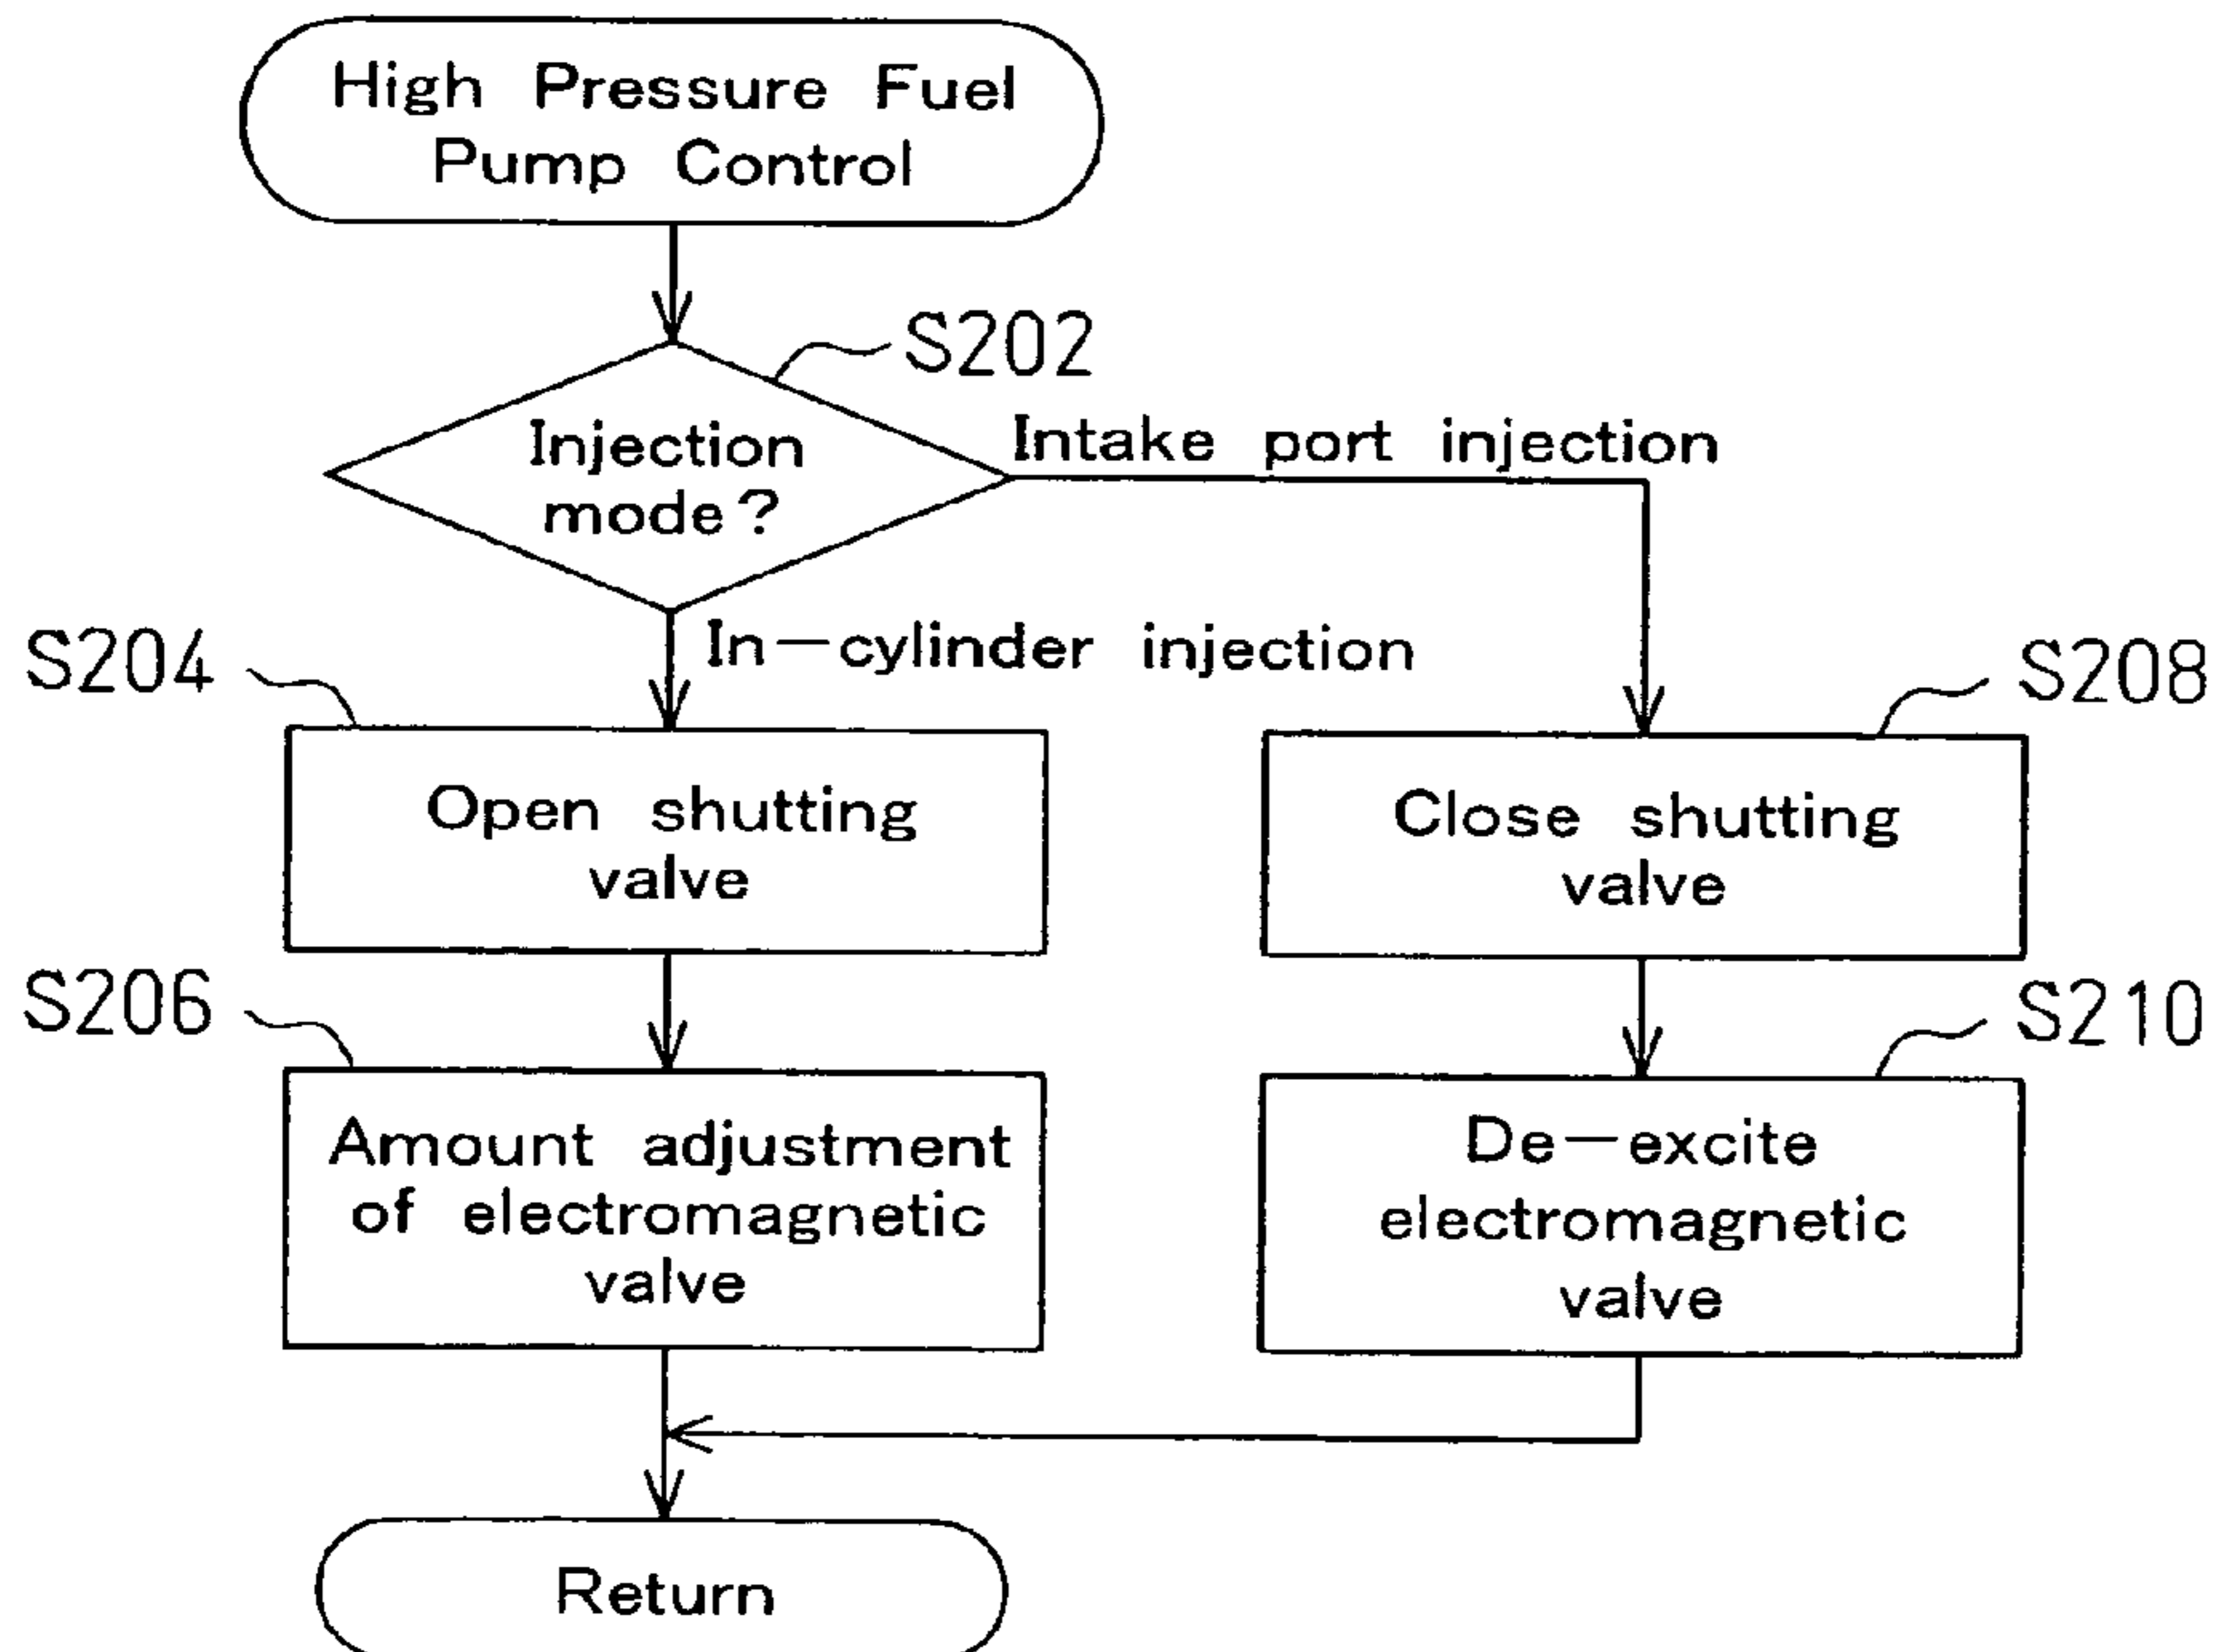 High Pressure Fuel
Pump Control
S202
Injection
mode?
Intake port injection
In-cylinder injection
S204
Open shutting
valve
S208
Close shutting
valve
S206
Amount adjustment
of electromagnetic
valve
S210
De-excite
electromagnetic
valve
Return